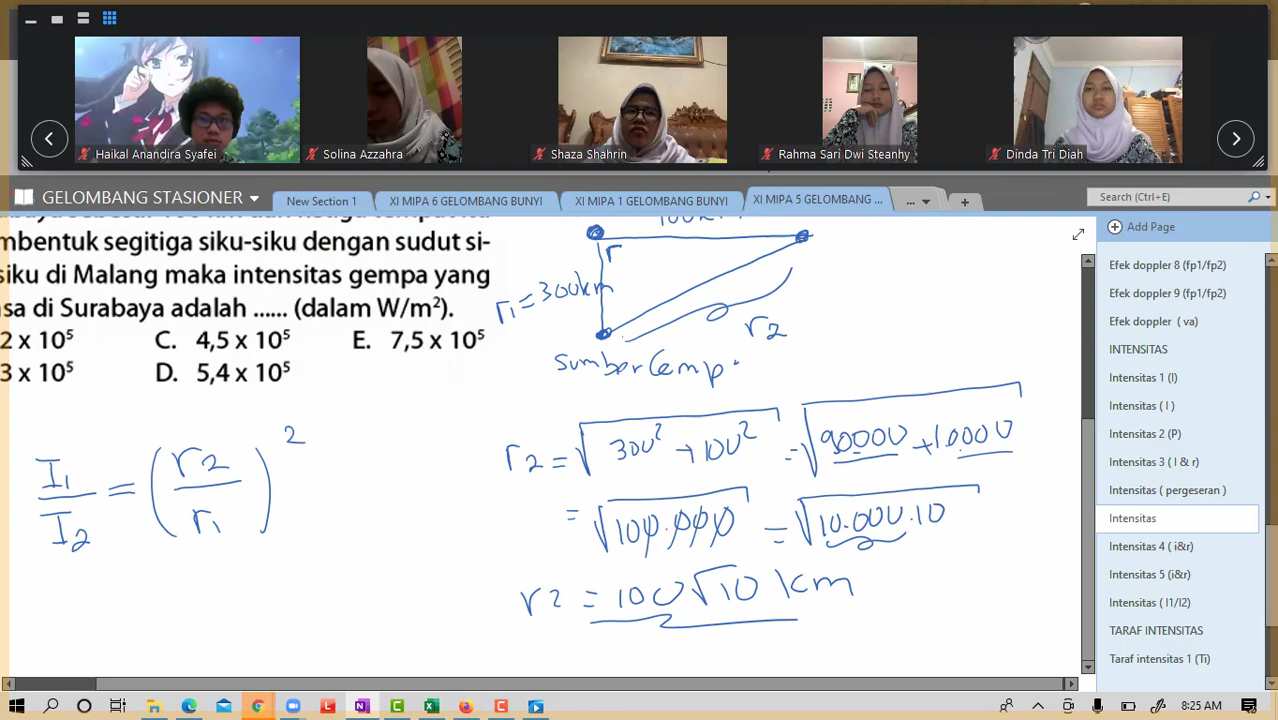 Haikal Anandira Syafei
Solina Azzahra
Shaza Shahrin
Rahma Sari Dwi Steanhy
Dinda Tri Diah
GELOMBANG STASIONER
New Section 1
XI MIPA 6 GELOMBANG BUNYI
XI MIPA 1 GELOMBANG BUNYI
XI MIPA 5 GELOMBANG ...
...
Search (Ctrl+E)
mbentuk segitiga siku-siku dengan sudut si-
siku di Malang maka intensitas gempa yang
sa di Surabaya adalah ...... (dalam W/m²).
2 x 10⁵ C. 4,5 x 10⁵ E. 7,5 x 10⁵
3 x 10⁵ D. 5,4 x 10⁵
r
r₁ = 300km
r2
sumber Gemp
I₁/I₂ = (r₂/r₁)²
r2 = √300² + 100² = √90000 + 10000
= √100.000 = √10.000.10
r2 = 100√10 km
Add Page
Efek doppler 8 (fp1/fp2)
Efek doppler 9 (fp1/fp2)
Efek doppler ( va)
INTENSITAS
Intensitas 1 (I)
Intensitas ( I )
Intensitas 2 (P)
Intensitas 3 ( I & r)
Intensitas ( pergeseran )
Intensitas
Intensitas 4 ( i&r)
Intensitas 5 (i&r)
Intensitas ( I1/I2)
TARAF INTENSITAS
Taraf intensitas 1 (Ti)
8:25 AM